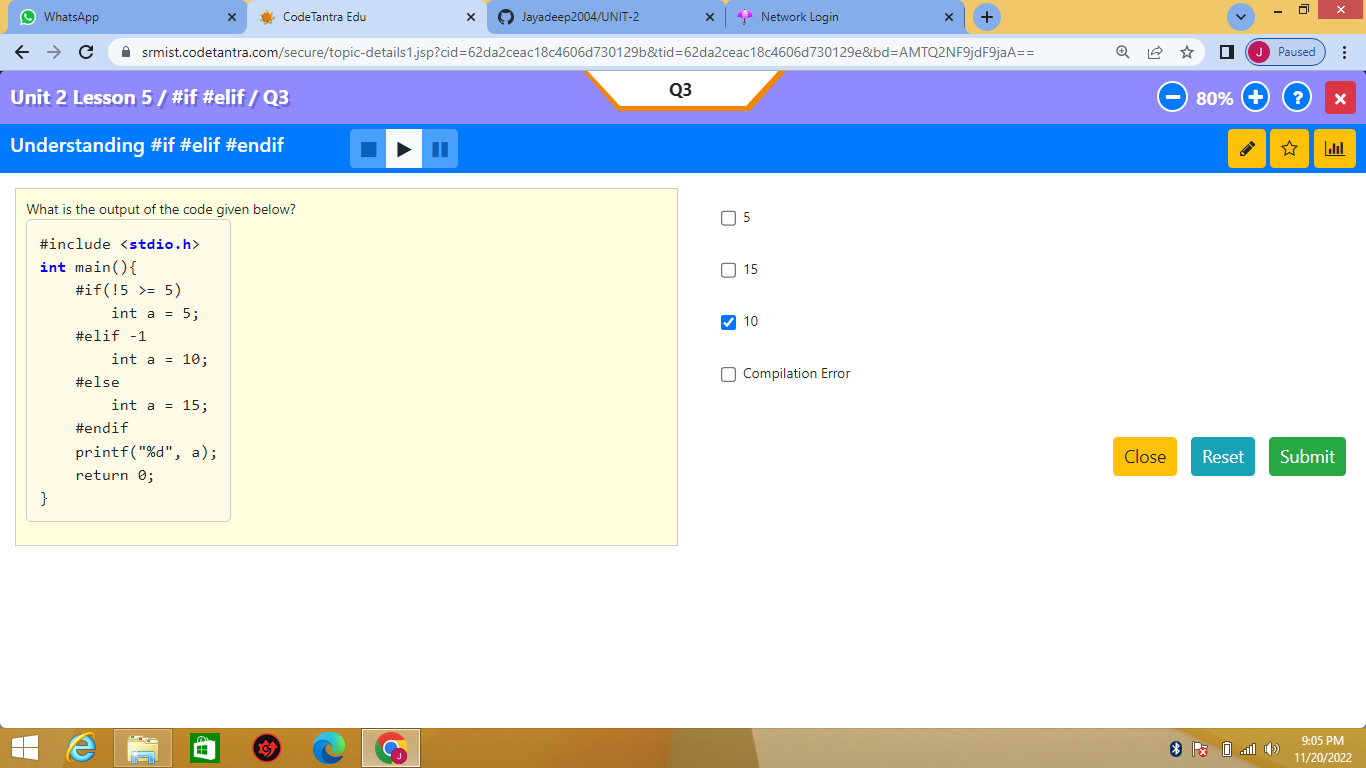 WhatsApp
CodeTantra Edu
Jayadeep2004/UNIT-2
Network Login
srmist.codetantra.com/secure/topic-details1.jsp?cid=62da2ceac18c4606d730129b&tid=62da2ceac18c4606d730129e&bd=AMTQ2NF9jdF9jaA==
J Paused
Unit 2 Lesson 5 / #if #elif / Q3
Q3
80%
?
Understanding #if #elif #endif
What is the output of the code given below?
#include <stdio.h>
int main(){
#if(!5 >= 5)
int a = 5;
#elif -1
int a = 10;
#else
int a = 15;
#endif
printf("%d", a);
return 0;
}
5
15
10
Compilation Error
Close
Reset
Submit
J
9:05 PM
11/20/2022